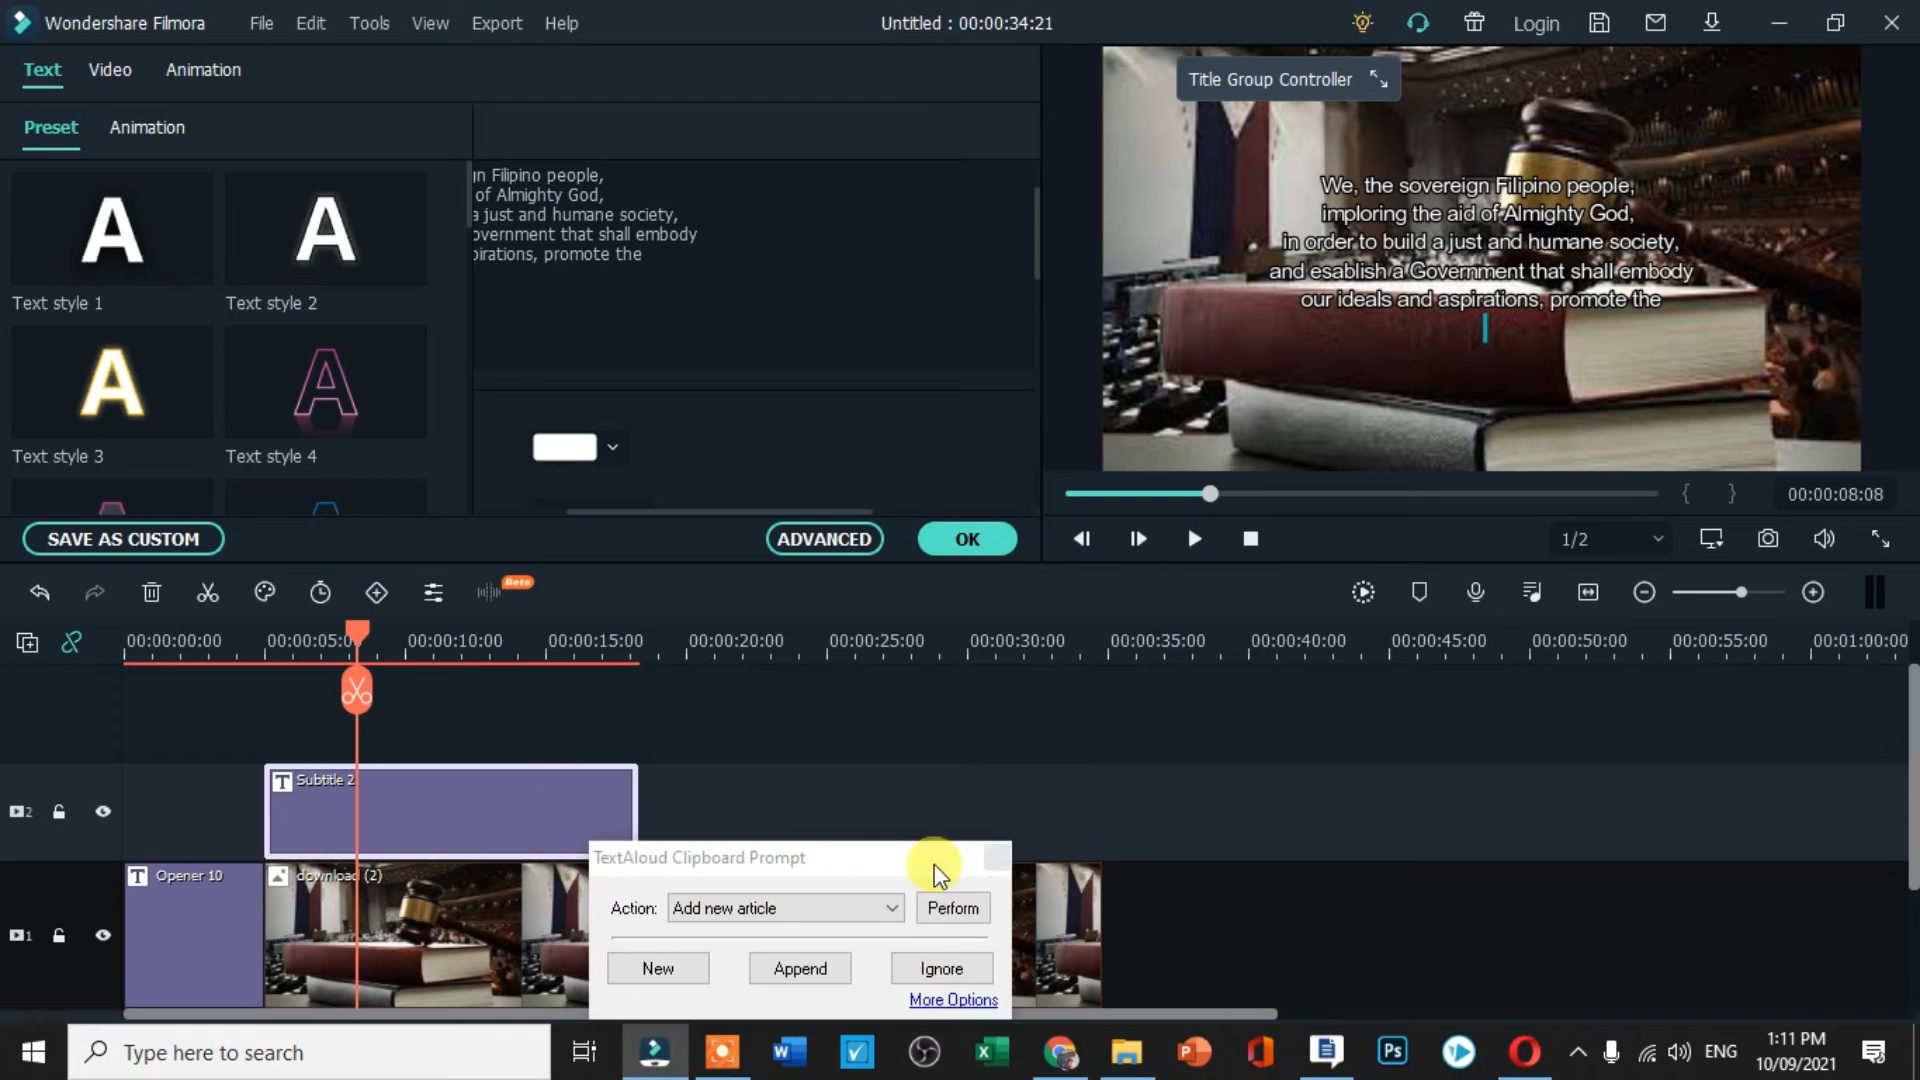 Wondershare Filmora
File
Edit
Tools
View
Export
Help
Untitled : 00:00:34:21
Login
Text
Video
Animation
Preset
Animation
Text style 1
Text style 2
Text style 3
Text style 4
n Filipino people,
of Almighty God,
a just and humane society,
overnment that shall embody
pirations, promote the
SAVE AS CUSTOM
ADVANCED
OK
Title Group Controller
We, the sovereign Filipino people,
imploring the aid of Almighty God,
in order to build a just and humane society,
and esablish a Government that shall embody
our ideals and aspirations, promote the
00:00:08:08
1/2
Beta
00:00:00:00
00:00:05:0
00:00:10:00
00:00:15:00
00:00:20:00
00:00:25:00
00:00:30:00
00:00:35:00
00:00:40:00
00:00:45:00
00:00:50:00
00:00:55:00
00:01:00:00
2
T Subtitle 2
1
T Opener 10
download (2)
TextAloud Clipboard Prompt
Action:
Add new article
Perform
New
Append
Ignore
More Options
Type here to search
Ps
ENG
1:11 PM
10/09/2021